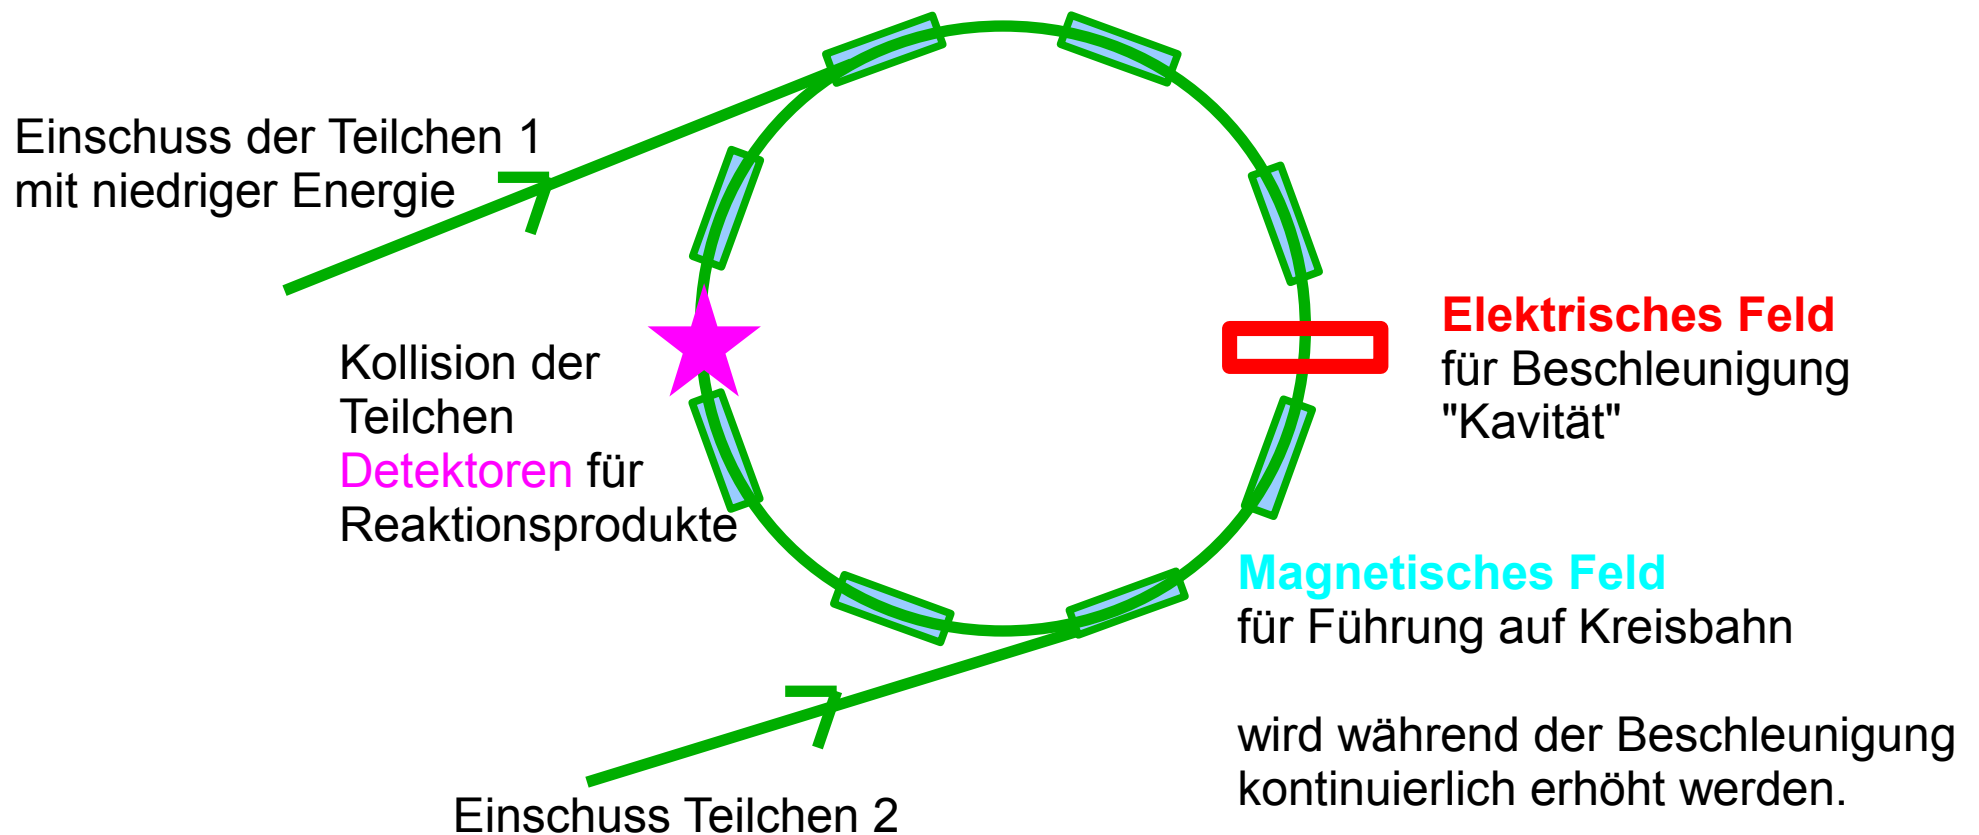 Einschuss der Teilchen 1
mit niedriger Energie
Kollision der
Teilchen
Detektoren für
Reaktionsprodukte
Elektrisches Feld
für Beschleunigung
"Kavität"
Magnetisches Feld
für Führung auf Kreisbahn
wird während der Beschleunigung
kontinuierlich erhöht werden.
Einschuss Teilchen 2